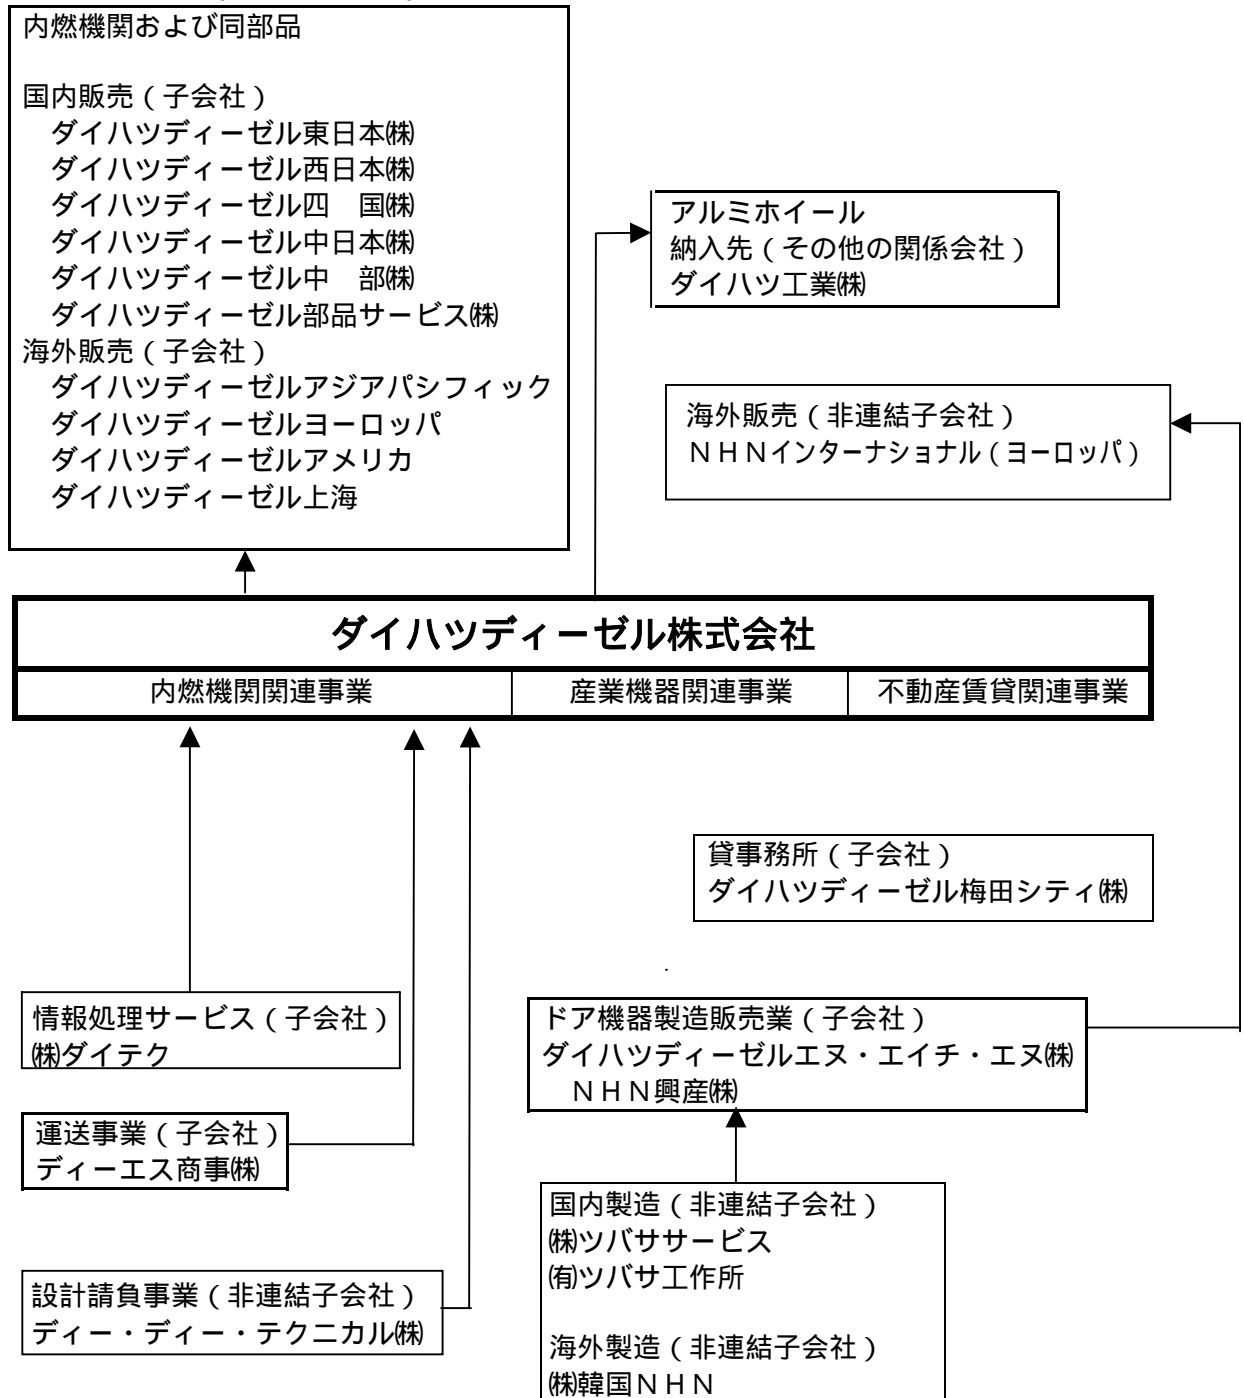 内燃機関および同部品
国内販売(子会社)
ダイハツディーゼル東日本㈱
ダイハツディーゼル西日本㈱
ダイハツディーゼル四　国㈱
ダイハツディーゼル中日本㈱
ダイハツディーゼル中　部㈱
ダイハツディーゼル部品サービス㈱
海外販売(子会社)
ダイハツディーゼルアジアパシフィック
ダイハツディーゼルヨーロッパ
ダイハツディーゼルアメリカ
ダイハツディーゼル上海
アルミホイール
納入先(その他の関係会社)
ダイハツ工業㈱
海外販売(非連結子会社)
ＮＨＮインターナショナル(ヨーロッパ)
ダイハツディーゼル株式会社
内燃機関関連事業
産業機器関連事業
不動産賃貸関連事業
貸事務所(子会社)
ダイハツディーゼル梅田シティ㈱
情報処理サービス(子会社)
㈱ダイテク
運送事業(子会社)
ディーエス商事㈱
設計請負事業(非連結子会社)
ディー・ディー・テクニカル㈱
ドア機器製造販売業(子会社)
ダイハツディーゼルエヌ・エイチ・エヌ㈱
ＮＨＮ興産㈱
国内製造(非連結子会社)
㈱ツバササービス
㈲ツバサ工作所
海外製造(非連結子会社)
㈱韓国ＮＨＮ